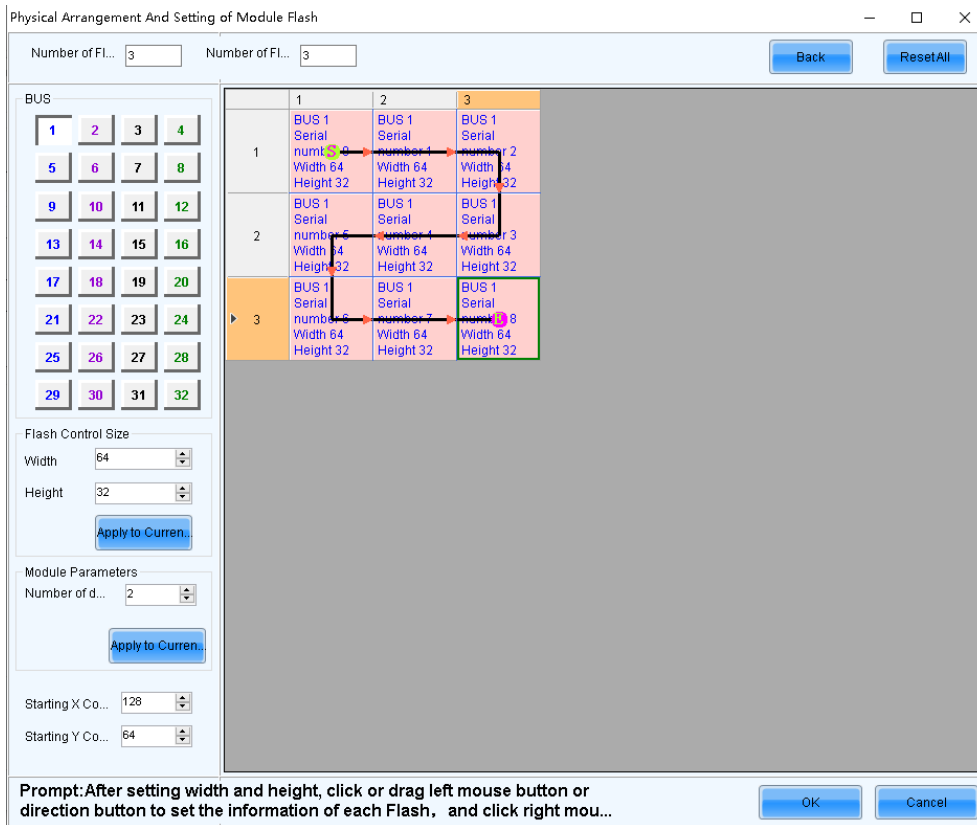 Physical Arrangement And Setting of Module Flash
Number of Fl... 3 Number of Fl... 3 Back ResetAll
BUS
1 2 3 4
5 6 7 8
9 10 11 12
13 14 15 16
17 18 19 20
21 22 23 24
25 26 27 28
29 30 31 32
Flash Control Size
Width 64
Height 32
Apply to Curren...
Module Parameters
Number of d... 2
Apply to Curren...
Starting X Co... 128
Starting Y Co... 64
1 2 3
1
BUS 1 BUS 1 BUS 1
Serial Serial Serial
number 0 number 1 number 2
S
Width 64 Width 64 Width 64
Height 32 Height 32 Height 32
2
BUS 1 BUS 1 BUS 1
Serial Serial Serial
number 5 number 4 number 3
Width 64 Width 64 Width 64
Height 32 Height 32 Height 32
3
BUS 1 BUS 1 BUS 1
Serial Serial Serial
number 6 number 7 number 8
E
Width 64 Width 64 Width 64
Height 32 Height 32 Height 32
Prompt:After setting width and height, click or drag left mouse button or
direction button to set the information of each Flash, and click right mou...
OK Cancel